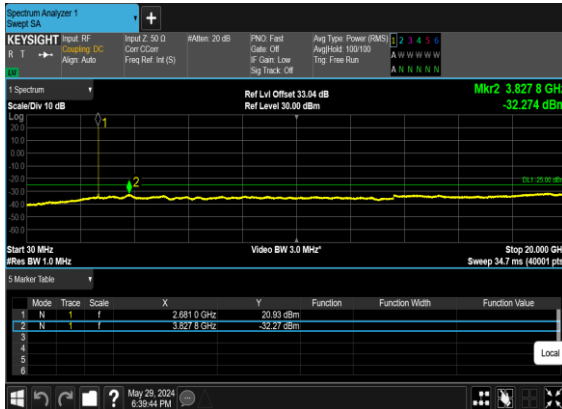 Spectrum Analyzer 1
Swept SA
KEYSIGHT Input: RF Input Z: 50 Ω #Atten: 20 dB PNO: Fast Avg Type: Power (RMS) 1 2 3 4 5 6
R T Coupling: DC Corr CCorr Gate: Off Avg|Hold: 100/100 A W W W W W
Align: Auto Freq Ref: Int (S) IF Gain: Low Trig: Free Run
LXI Sig Track: Off A N N N N N
1 Spectrum Mkr2 3.827 8 GHz
Ref Lvl Offset 33.04 dB
Scale/Div 10 dB Ref Level 30.00 dBm -32.274 dBm
Log
1
20.0
10.0
0.00
-10.0
-20.0 2 DL1 -25.00 dBm
-30.0
-40.0
-50.0
-60.0
Start 30 MHz Video BW 3.0 MHz* Stop 20.000 GHz
#Res BW 1.0 MHz Sweep 34.7 ms (40001 pts)
5 Marker Table
Mode Trace Scale X Y Function Function Width Function Value
1 N 1 f 2.681 0 GHz 20.93 dBm
2 N 1 f 3.827 8 GHz -32.27 dBm
3
4
5
6
Local
? May 29, 2024
6:39:44 PM